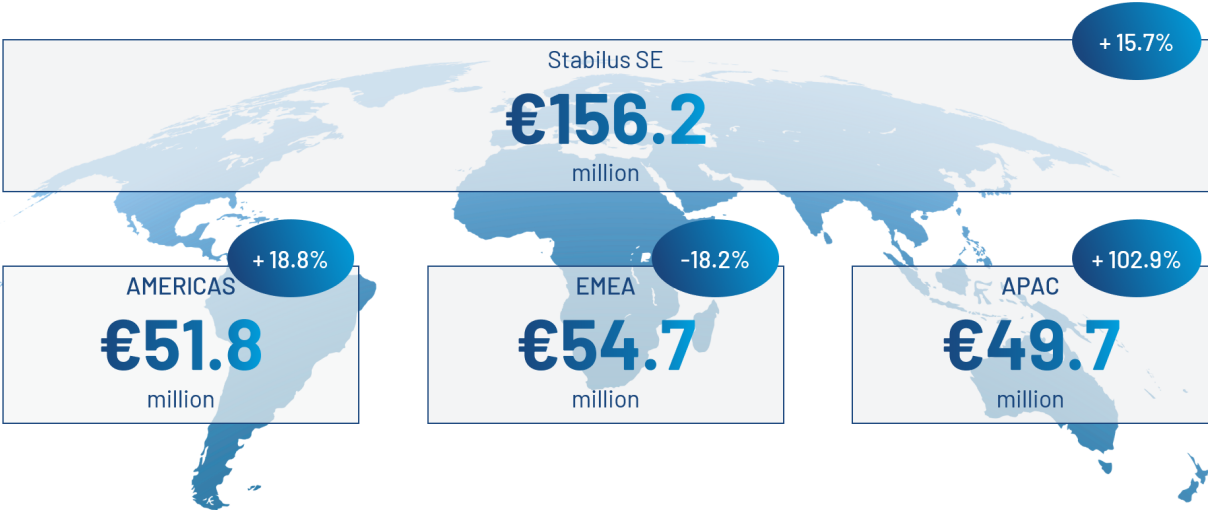 + 15.7%
Stabilus SE
€156.2
million
+ 18.8%
AMERICAS
€51.8
million
-18.2%
EMEA
€54.7
million
+ 102.9%
APAC
€49.7
million